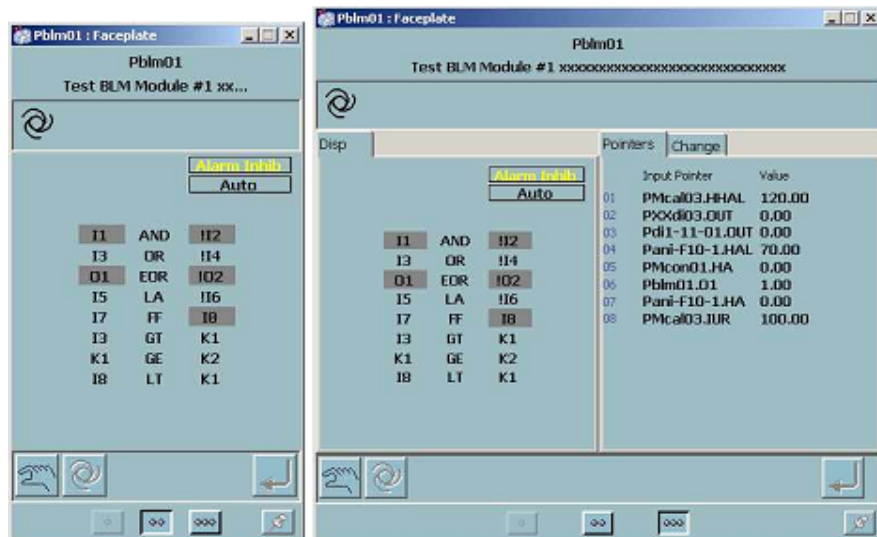 Pblm01 : Faceplate
Pblm01
Test BLM Module #1 xx...
Alarm Inhib
Auto
I1 AND !I2
I3 OR !I4
O1 EOR !O2
I5 LA !I6
I7 FF I8
I3 GT K1
K1 GE K2
I8 LT K1
Pblm01 : Faceplate
Pblm01
Test BLM Module #1 xxxxxxxxxxxxxxxxxxxxxxxxxxxxx
Disp
Alarm Inhib
Auto
I1 AND !I2
I3 OR !I4
O1 EOR !O2
I5 LA !I6
I7 FF I8
I3 GT K1
K1 GE K2
I8 LT K1
Pointers Change
Input Pointer Value
01 PMcal03.HHAL 120.00
02 PXXdi03.OUT 0.00
03 Pdi1-11-01.OUT 0.00
04 Pani-F10-1.HAL 70.00
05 PMcon01.HA 0.00
06 Pblm01.O1 1.00
07 Pani-F10-1.HA 0.00
08 PMcal03.IUR 100.00